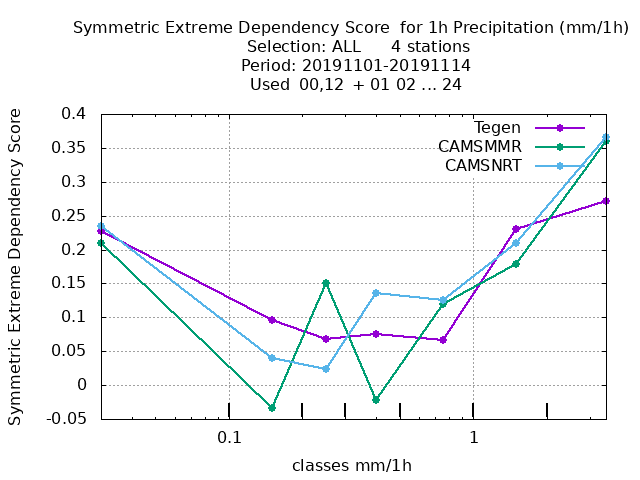 Symmetric Extreme Dependency Score for 1h Precipitation (mm/1h)
Selection: ALL 4 stations
Period: 20191101-20191114
Used 00,12 + 01 02 ... 24
Symmetric Extreme Dependency Score
0.4
0.35
0.3
0.25
0.2
0.15
0.1
0.05
0
-0.05
Tegen
CAMSMMR
CAMSNRT
0.1 1
classes mm/1h